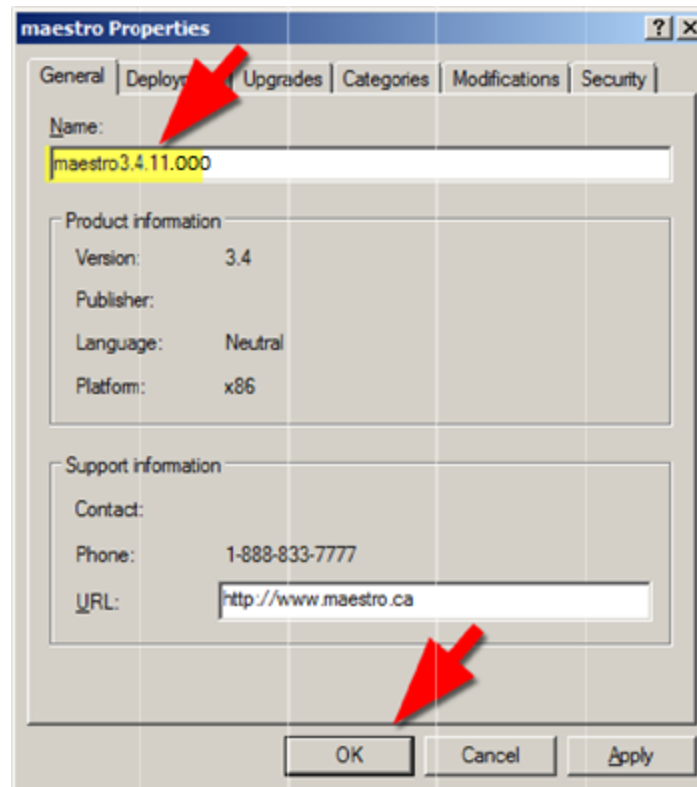 maestro Properties
General Upgrades Categories Modifications Security
Name:
maestro3.4.11.000
Product information
Version: 3.4
Publisher:
Language: Neutral
Platform: x86
Support information
Contact:
Phone: 1-888-833-7777
URL: http://www.maestro.ca
OK Cancel Apply